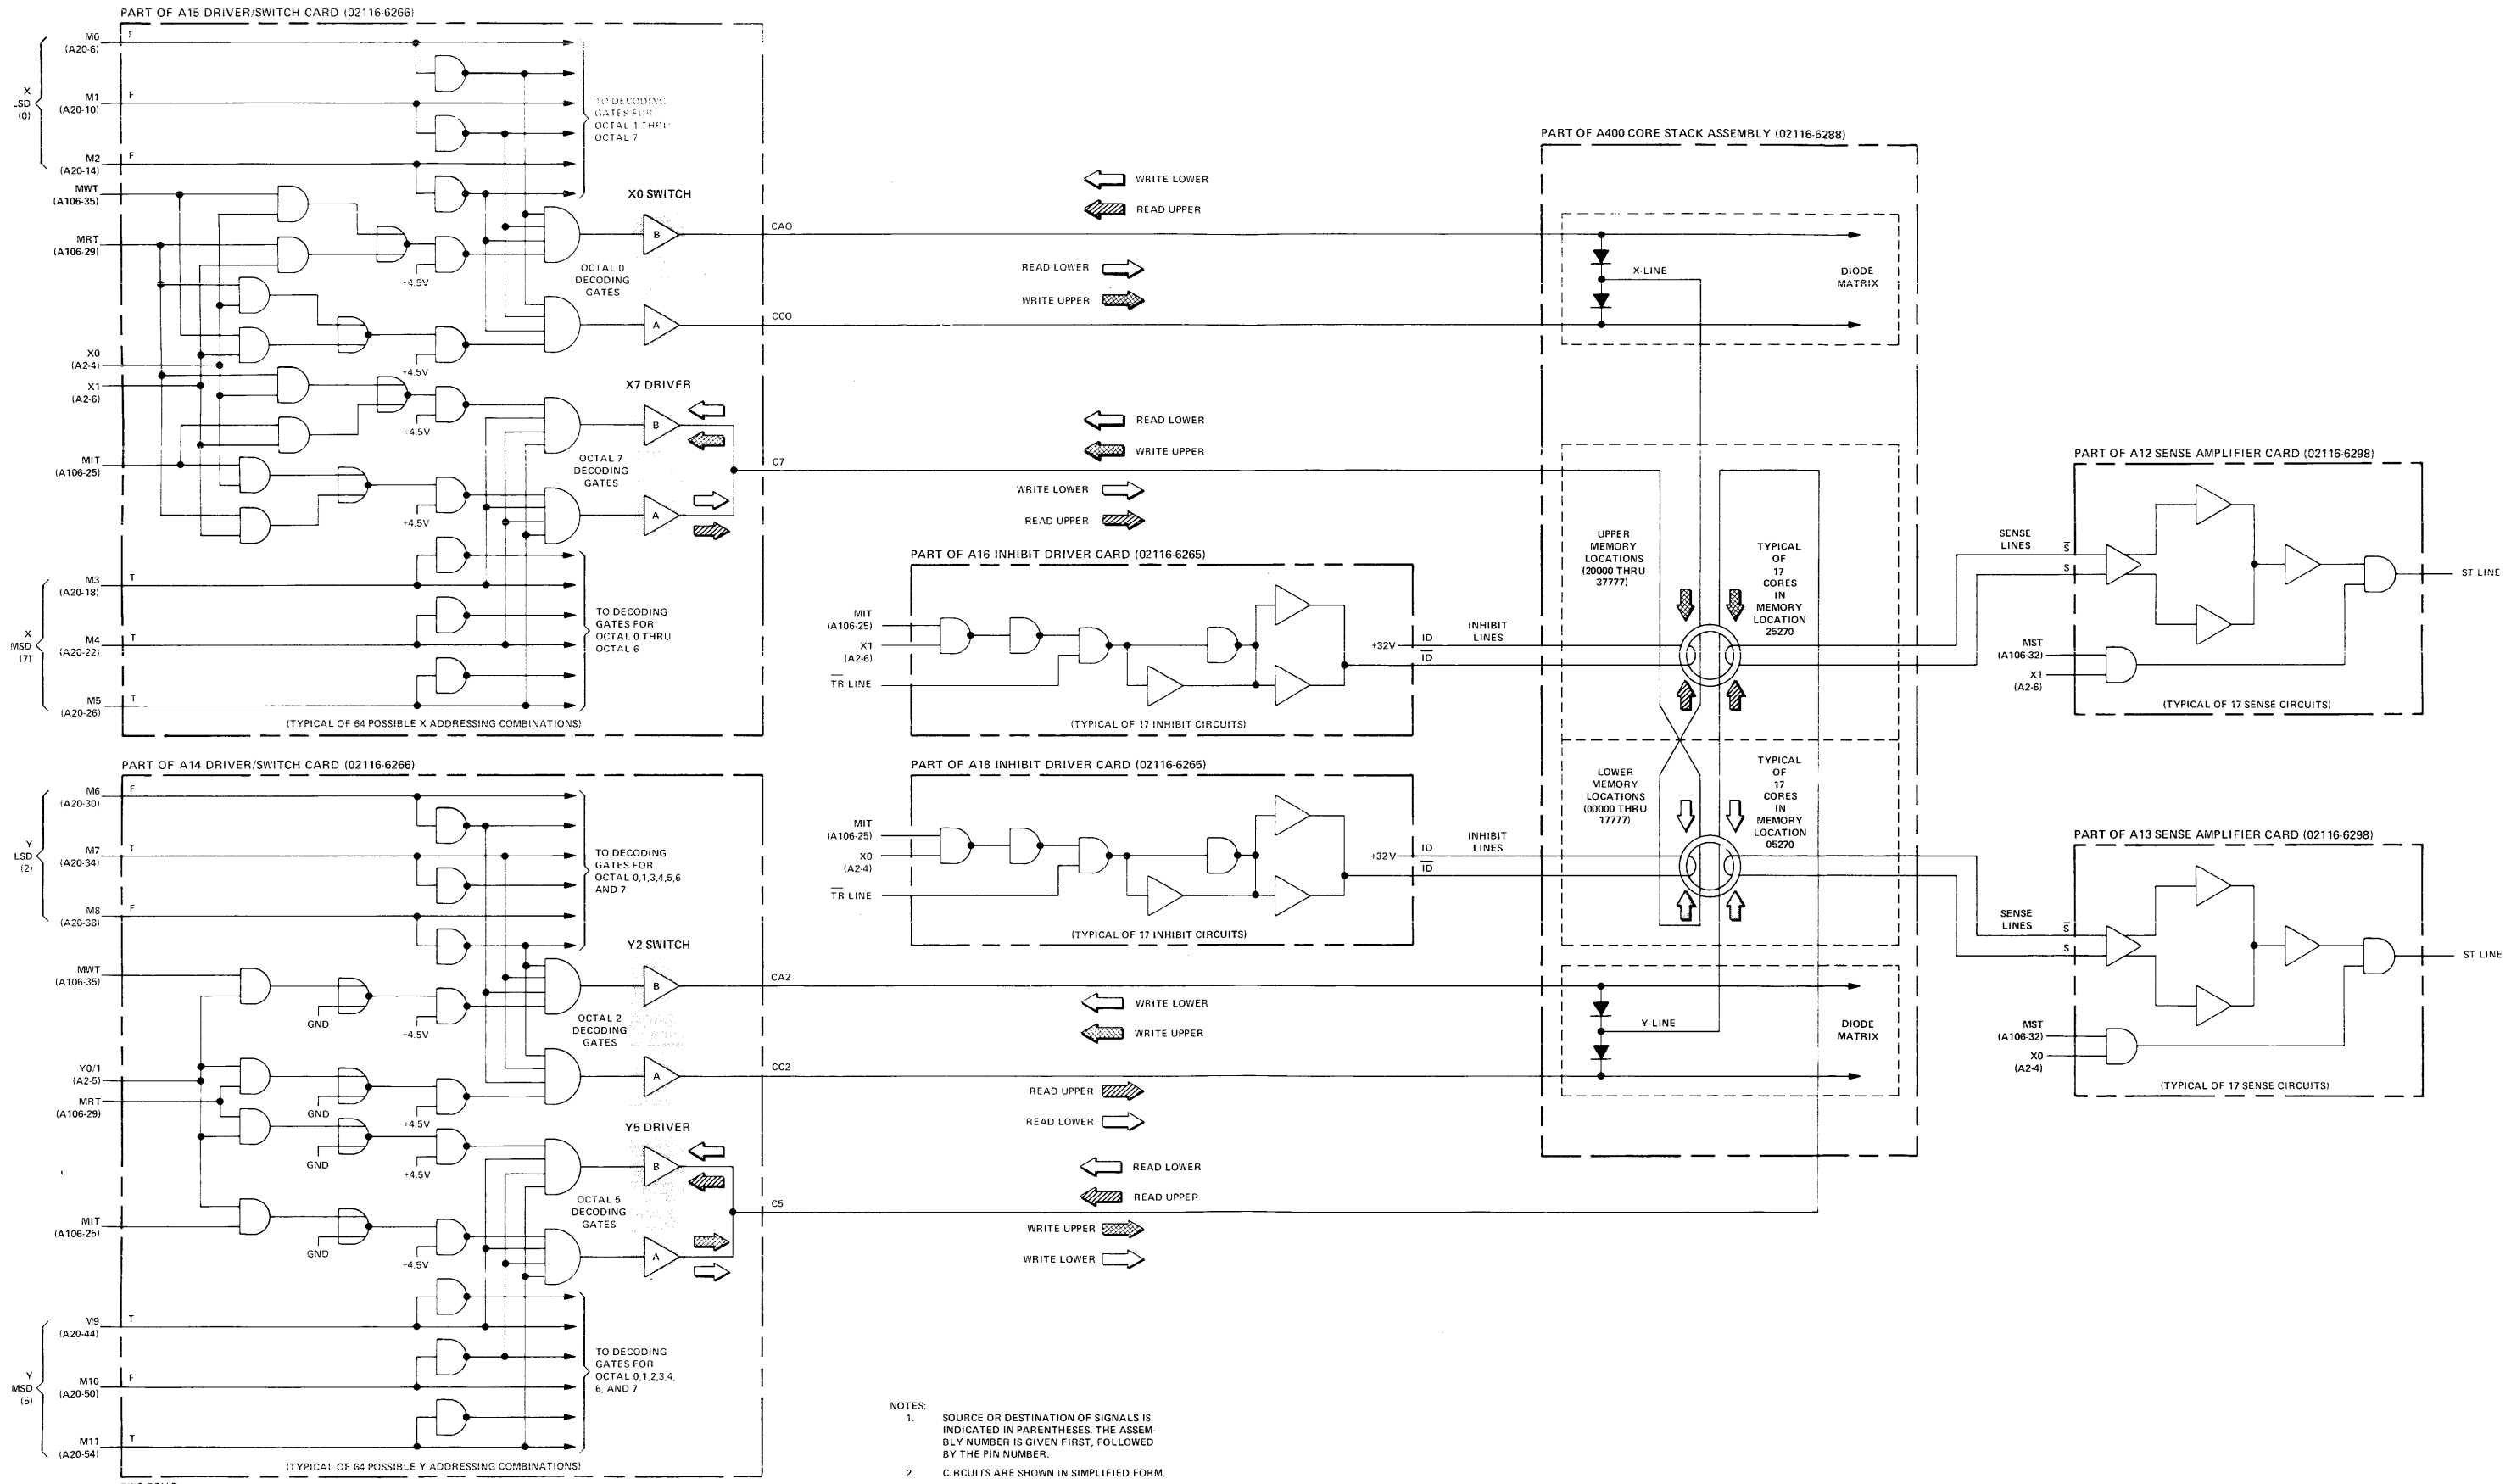 PART OF A15 DRIVER/SWITCH CARD (02116-6266)
X
LSD
(0)
M0
(A20-6)
F
M1
(A20-10)
F
M2
(A20-14)
F
MWT
(A106-35)
MRT
(A106-29)
X0
(A2-4)
X1
(A2-6)
MIT
(A106-25)
X
MSD
(7)
M3
(A20-18)
T
M4
(A20-22)
T
M5
(A20-26)
T
TO DECODING
GATES FOR
OCTAL 1 THRU
OCTAL 7
X0 SWITCH
B
+4.5V
OCTAL 0
DECODING
GATES
A
+4.5V
X7 DRIVER
B
+4.5V
OCTAL 7
DECODING
GATES
A
+4.5V
TO DECODING
GATES FOR
OCTAL 0 THRU
OCTAL 6
(TYPICAL OF 64 POSSIBLE X ADDRESSING COMBINATIONS)
CA0
CC0
C7
WRITE LOWER
READ UPPER
READ LOWER
WRITE UPPER
READ LOWER
WRITE UPPER
WRITE LOWER
READ UPPER
PART OF A14 DRIVER/SWITCH CARD (02116-6266)
Y
LSD
(2)
M6
(A20-30)
F
M7
(A20-34)
T
M8
(A20-38)
F
MWT
(A106-35)
Y0/1
(A2-5)
MRT
(A106-29)
MIT
(A106-25)
Y
MSD
(5)
M9
(A20-44)
T
M10
(A20-50)
F
M11
(A20-54)
T
TO DECODING
GATES FOR
OCTAL 0,1,3,4,5,6
AND 7
Y2 SWITCH
B
GND
+4.5V
OCTAL 2
DECODING
GATES
A
GND
+4.5V
Y5 DRIVER
B
GND
+4.5V
OCTAL 5
DECODING
GATES
A
GND
+4.5V
TO DECODING
GATES FOR
OCTAL 0,1,2,3,4,
6, AND 7
(TYPICAL OF 64 POSSIBLE Y ADDRESSING COMBINATIONS)
CA2
CC2
C5
WRITE LOWER
WRITE UPPER
READ UPPER
READ LOWER
READ LOWER
READ UPPER
WRITE UPPER
WRITE LOWER
PART OF A16 INHIBIT DRIVER CARD (02116-6265)
MIT
(A106-25)
X1
(A2-6)
TR LINE
+32V
ID
ID
INHIBIT
LINES
(TYPICAL OF 17 INHIBIT CIRCUITS)
PART OF A18 INHIBIT DRIVER CARD (02116-6265)
MIT
(A106-25)
X0
(A2-4)
TR LINE
+32V
ID
ID
INHIBIT
LINES
(TYPICAL OF 17 INHIBIT CIRCUITS)
PART OF A400 CORE STACK ASSEMBLY (02116-6288)
X-LINE
DIODE
MATRIX
UPPER
MEMORY
LOCATIONS
(20000 THRU
37777)
TYPICAL
OF
17
CORES
IN
MEMORY
LOCATION
25270
LOWER
MEMORY
LOCATIONS
(00000 THRU
17777)
TYPICAL
OF
17
CORES
IN
MEMORY
LOCATION
05270
Y-LINE
DIODE
MATRIX
PART OF A12 SENSE AMPLIFIER CARD (02116-6298)
SENSE
LINES
S
S
MST
(A106-32)
X1
(A2-6)
ST LINE
(TYPICAL OF 17 SENSE CIRCUITS)
PART OF A13 SENSE AMPLIFIER CARD (02116-6298)
SENSE
LINES
S
S
MST
(A106-32)
X0
(A2-4)
ST LINE
(TYPICAL OF 17 SENSE CIRCUITS)
NOTES:
1. SOURCE OR DESTINATION OF SIGNALS IS
INDICATED IN PARENTHESES. THE ASSEM-
BLY NUMBER IS GIVEN FIRST, FOLLOWED
BY THE PIN NUMBER.
2. CIRCUITS ARE SHOWN IN SIMPLIFIED FORM.